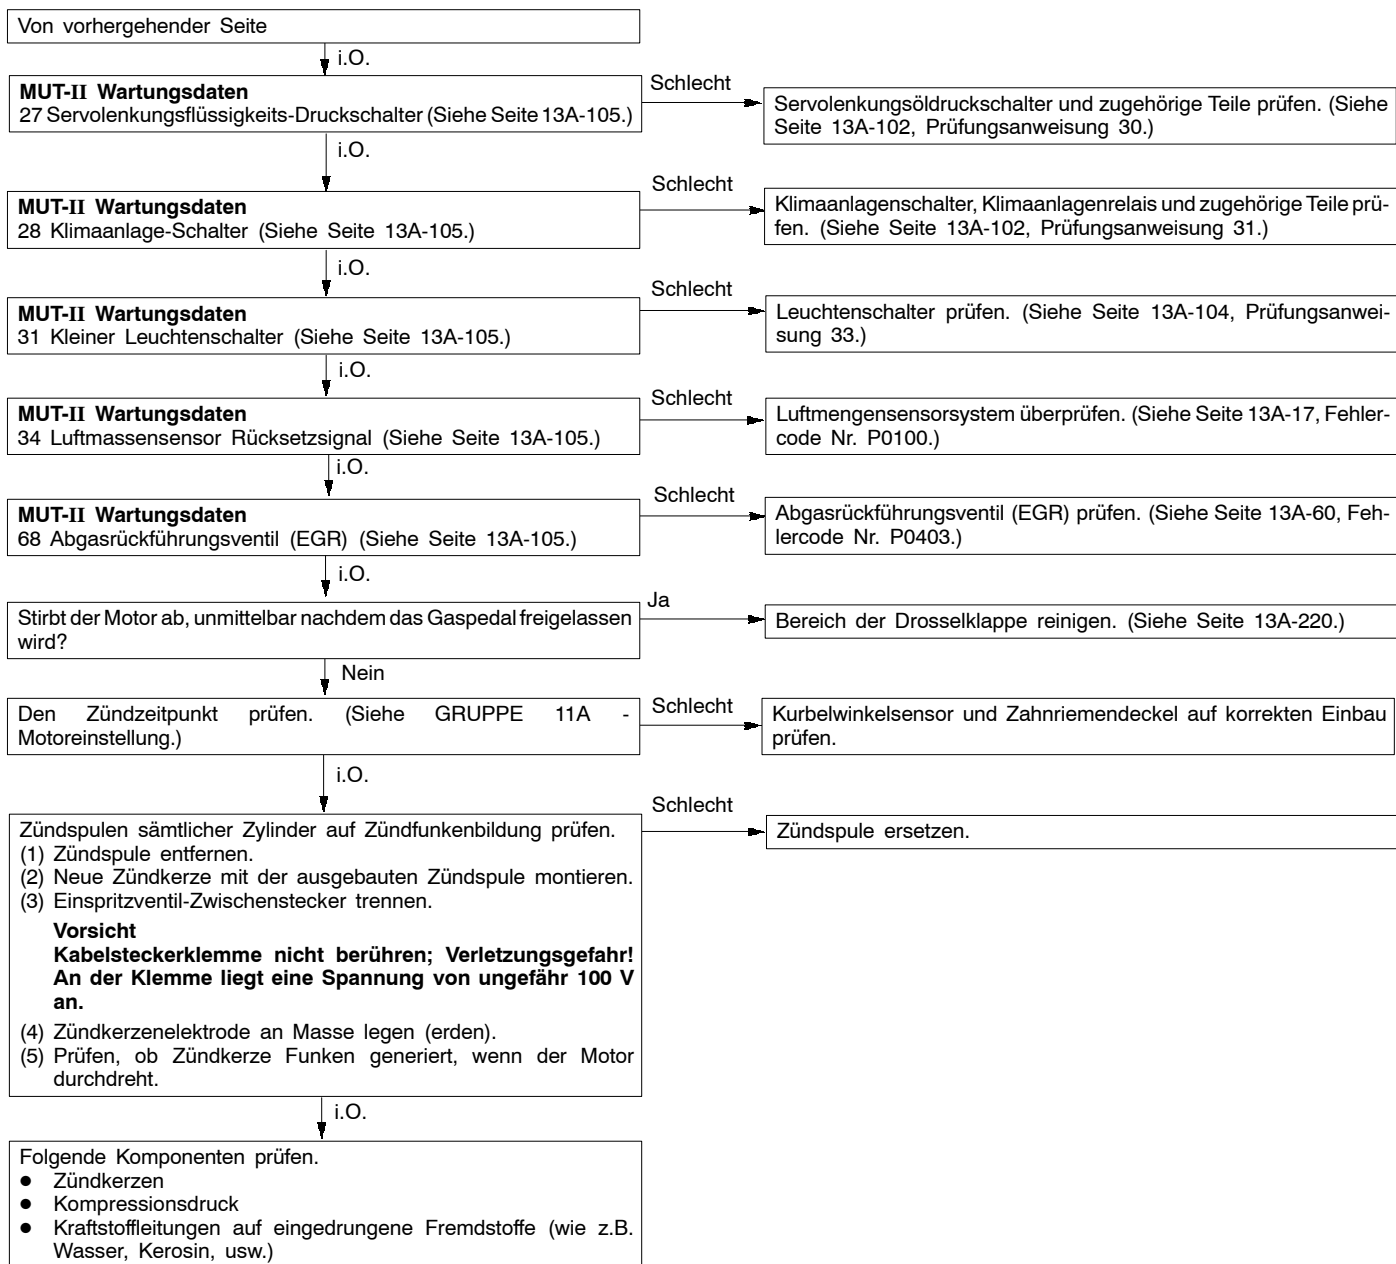 Von vorhergehender Seite
i.O.
MUT-II Wartungsdaten
27 Servolenkungsflüssigkeits-Druckschalter (Siehe Seite 13A-105.)
Schlecht
Servolenkungsöldruckschalter und zugehörige Teile prüfen. (Siehe
Seite 13A-102, Prüfungsanweisung 30.)
i.O.
MUT-II Wartungsdaten
28 Klimaanlage-Schalter (Siehe Seite 13A-105.)
Schlecht
Klimaanlagenschalter, Klimaanlagenrelais und zugehörige Teile prü-
fen. (Siehe Seite 13A-102, Prüfungsanweisung 31.)
i.O.
MUT-II Wartungsdaten
31 Kleiner Leuchtenschalter (Siehe Seite 13A-105.)
Schlecht
Leuchtenschalter prüfen. (Siehe Seite 13A-104, Prüfungsanwei-
sung 33.)
i.O.
MUT-II Wartungsdaten
34 Luftmassensensor Rücksetzsignal (Siehe Seite 13A-105.)
Schlecht
Luftmengensensorsystem überprüfen. (Siehe Seite 13A-17, Fehler-
code Nr. P0100.)
i.O.
MUT-II Wartungsdaten
68 Abgasrückführungsventil (EGR) (Siehe Seite 13A-105.)
Schlecht
Abgasrückführungsventil (EGR) prüfen. (Siehe Seite 13A-60, Feh-
lercode Nr. P0403.)
i.O.
Stirbt der Motor ab, unmittelbar nachdem das Gaspedal freigelassen
wird?
Ja
Bereich der Drosselklappe reinigen. (Siehe Seite 13A-220.)
Nein
Den Zündzeitpunkt prüfen. (Siehe GRUPPE 11A -
Motoreinstellung.)
Schlecht
Kurbelwinkelsensor und Zahnriemendeckel auf korrekten Einbau
prüfen.
i.O.
Zündspulen sämtlicher Zylinder auf Zündfunkenbildung prüfen.
(1) Zündspule entfernen.
(2) Neue Zündkerze mit der ausgebauten Zündspule montieren.
(3) Einspritzventil-Zwischenstecker trennen.
Vorsicht
Kabelsteckerklemme nicht berühren; Verletzungsgefahr!
An der Klemme liegt eine Spannung von ungefähr 100 V
an.
(4) Zündkerzenelektrode an Masse legen (erden).
(5) Prüfen, ob Zündkerze Funken generiert, wenn der Motor
durchdreht.
Schlecht
Zündspule ersetzen.
i.O.
Folgende Komponenten prüfen.
● Zündkerzen
● Kompressionsdruck
● Kraftstoffleitungen auf eingedrungene Fremdstoffe (wie z.B.
Wasser, Kerosin, usw.)